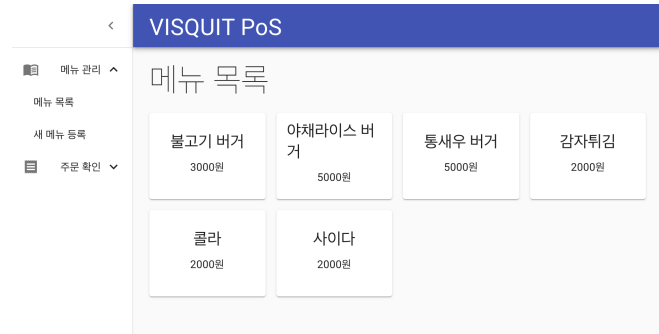 VISQUIT PoS
메뉴 관리
메뉴 목록
새 메뉴 등록
주문 확인
메뉴 목록
불고기 버거
3000원
야채라이스 버
거
5000원
통새우 버거
5000원
감자튀김
2000원
콜라
2000원
사이다
2000원